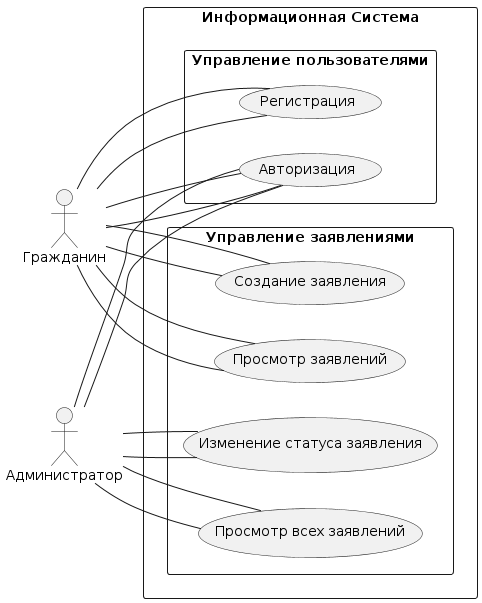 Информационная Система
Управление пользователями
Регистрация
Авторизация
Гражданин
Управление заявлениями
Создание заявления
Просмотр заявлений
Изменение статуса заявления
Администратор
Просмотр всех заявлений